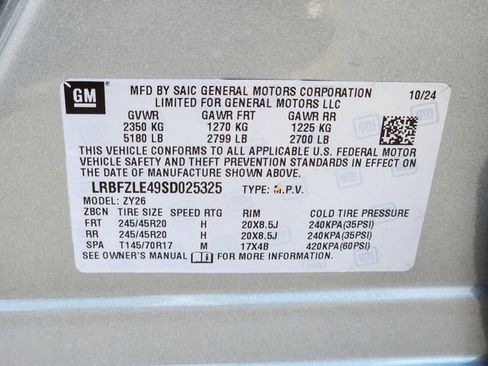 GM
MFD BY SAIC GENERAL MOTORS CORPORATION 10/24
LIMITED FOR GENERAL MOTORS LLC
GVWR GAWR FRT GAWR RR
2350 KG 1270 KG 1225 KG
5180 LB 2799 LB 2700 LB
THIS VEHICLE CONFORMS TO ALL APPLICABLE U.S. FEDERAL MOTOR
VEHICLE SAFETY AND THEFT PREVENTION STANDARDS IN EFFECT ON
THE DATE OF MANUFACTURE SHOWN ABOVE.
LRBFZLE49SD025325 TYPE: M.P.V.
MODEL: ZY26
ZBCN TIRE SIZE SPEED RTG RIM COLD TIRE PRESSURE
FRT 245/45R20 H 20X8.5J 240KPA(35PSI)
RR 245/45R20 H 20X8.5J 240KPA(35PSI)
SPA T145/70R17 M 17X4B 420KPA(60PSI)
SEE OWNER'S MANUAL FOR MORE INFORMATION.